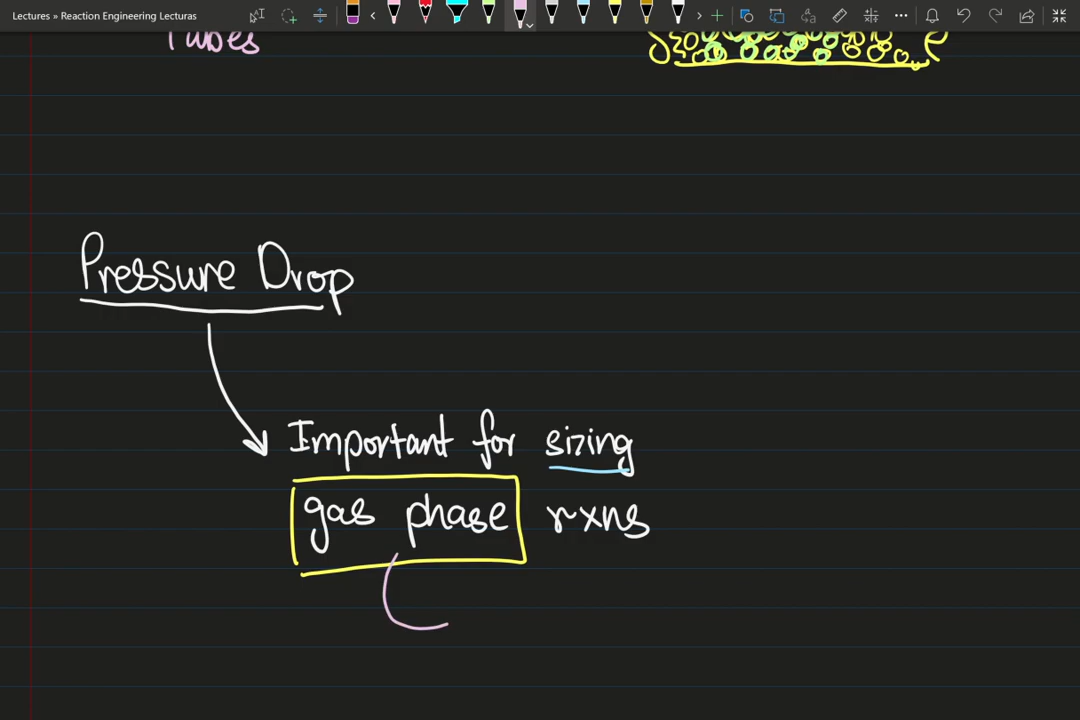 Lectures » Reaction Engineering Lecturas
Tubes
Pressure Drop
Important for sizing
gas phase rxns